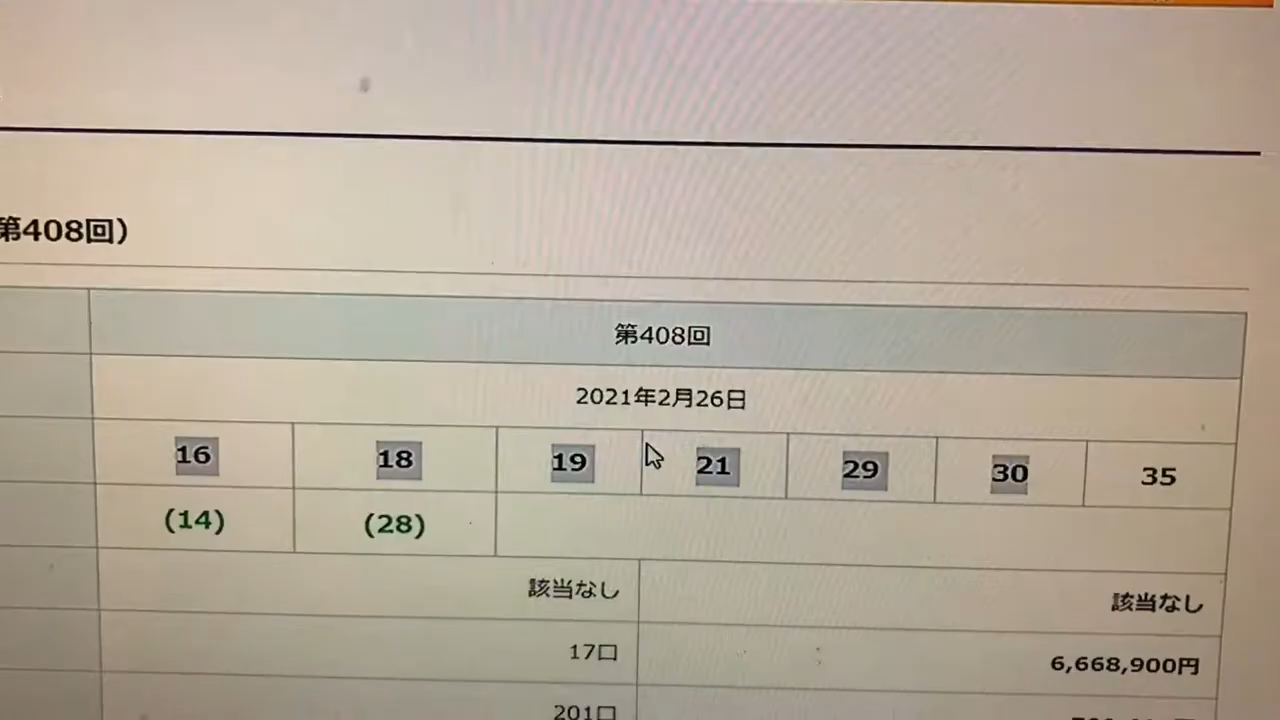 第408回）
第408回
2021年2月26日
16 18 19 21 29 30 35
(14) (28)
該当なし 該当なし
17口 6,668,900円
201口